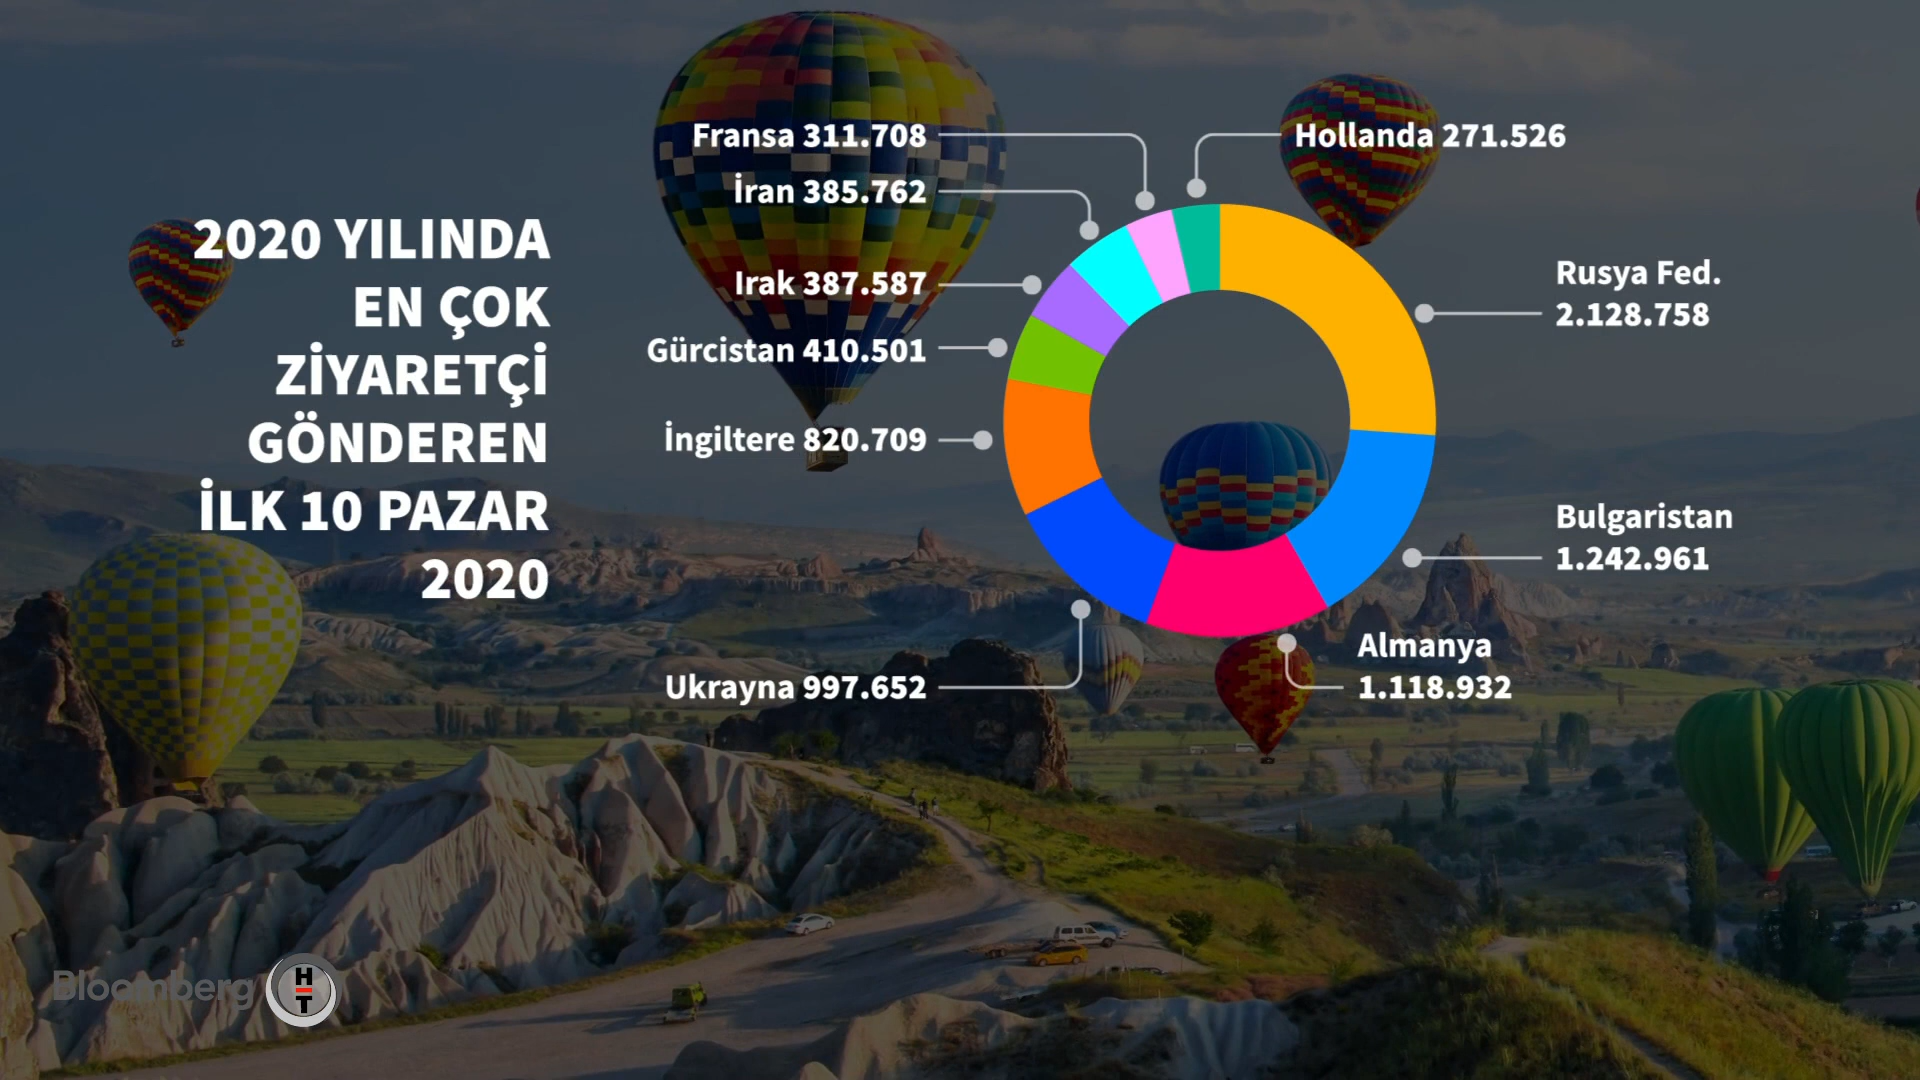 2020 YILINDA
EN ÇOK
ZİYARETÇİ
GÖNDEREN
İLK 10 PAZAR
2020
Fransa 311.708
İran 385.762
Irak 387.587
Gürcistan 410.501
İngiltere 820.709
Ukrayna 997.652
Hollanda 271.526
Rusya Fed.
2.128.758
Bulgaristan
1.242.961
Almanya
1.118.932
Bloomberg HT